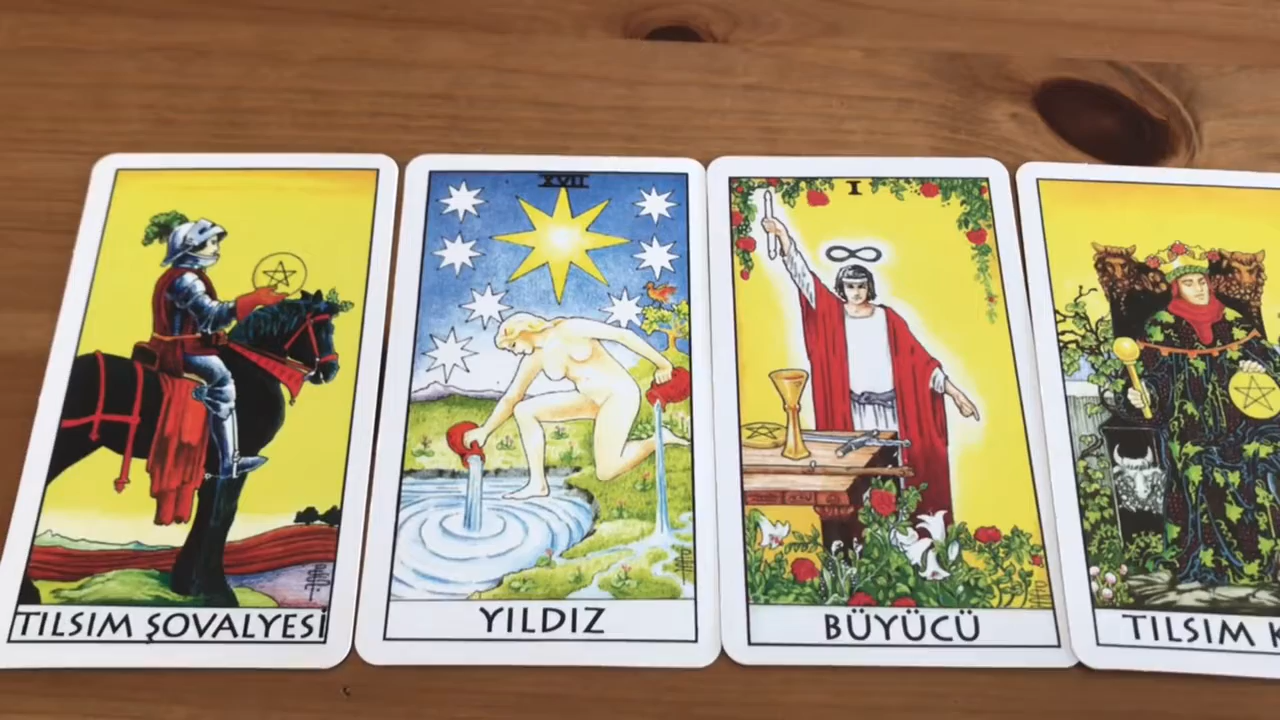 XVII
I
TILSIM ŞOVALYESİ
YILDIZ
BÜYÜCÜ
TILSIM K